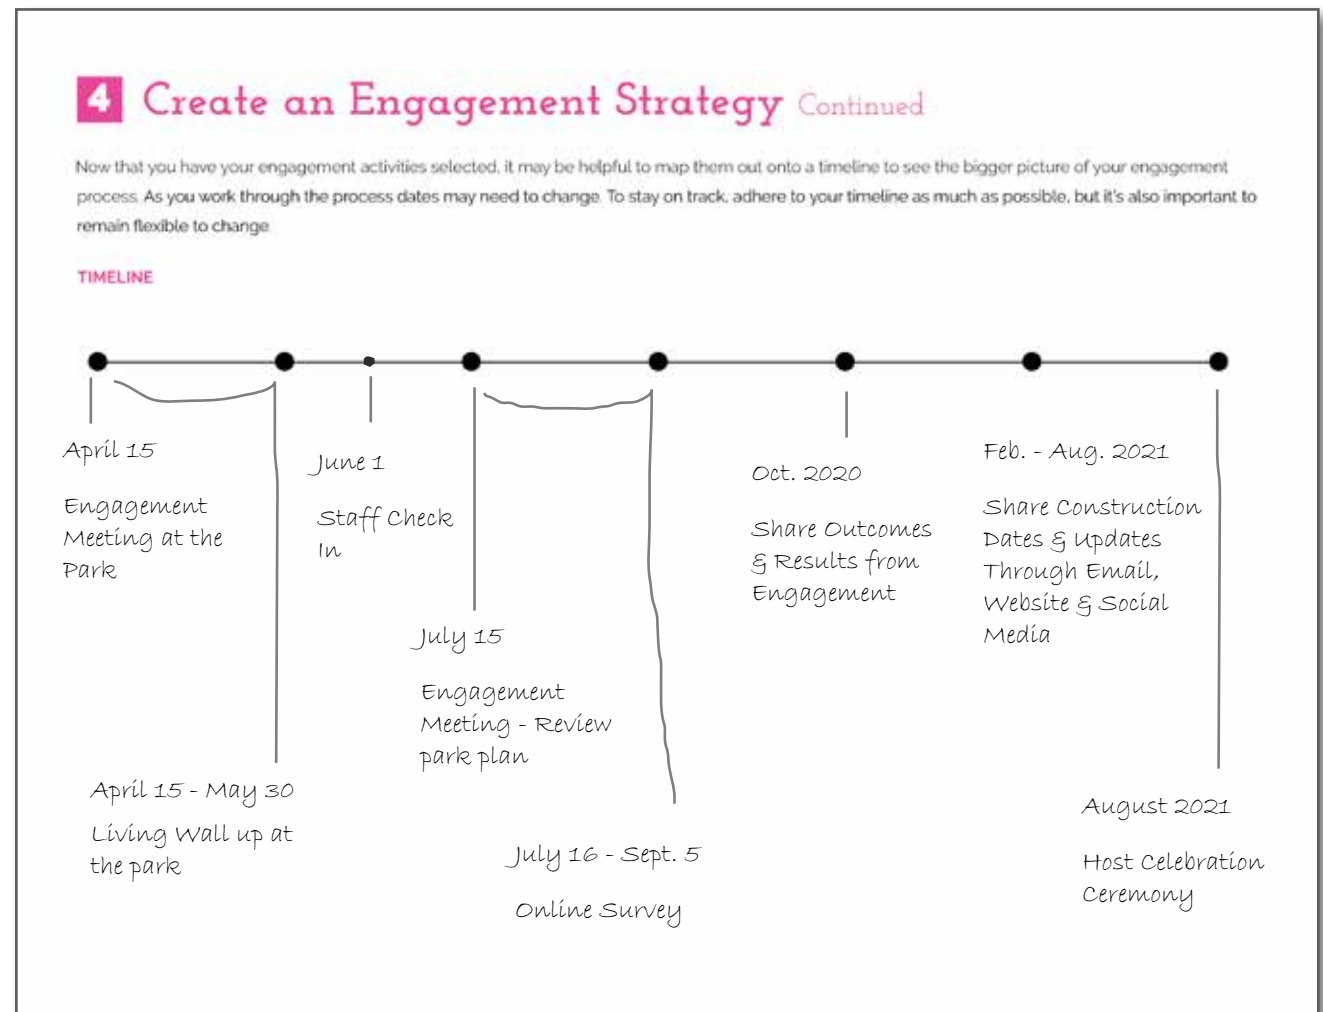 4 Create an Engagement Strategy Continued
Now that you have your engagement activities selected, it may be helpful to map them out onto a timeline to see the bigger picture of your engagement
process. As you work through the process dates may need to change. To stay on track, adhere to your timeline as much as possible, but it's also important to
remain flexible to change.
TIMELINE
April 15
Engagement
Meeting at the
Park
April 15 - May 30
Living Wall up at
the park
June 1
Staff Check
In
July 15
Engagement
Meeting - Review
park plan
July 16 - Sept. 5
Online Survey
Oct. 2020
Share Outcomes
& Results from
Engagement
Feb. - Aug. 2021
Share Construction
Dates & Updates
Through Email,
Website & Social
Media
August 2021
Host Celebration
Ceremony